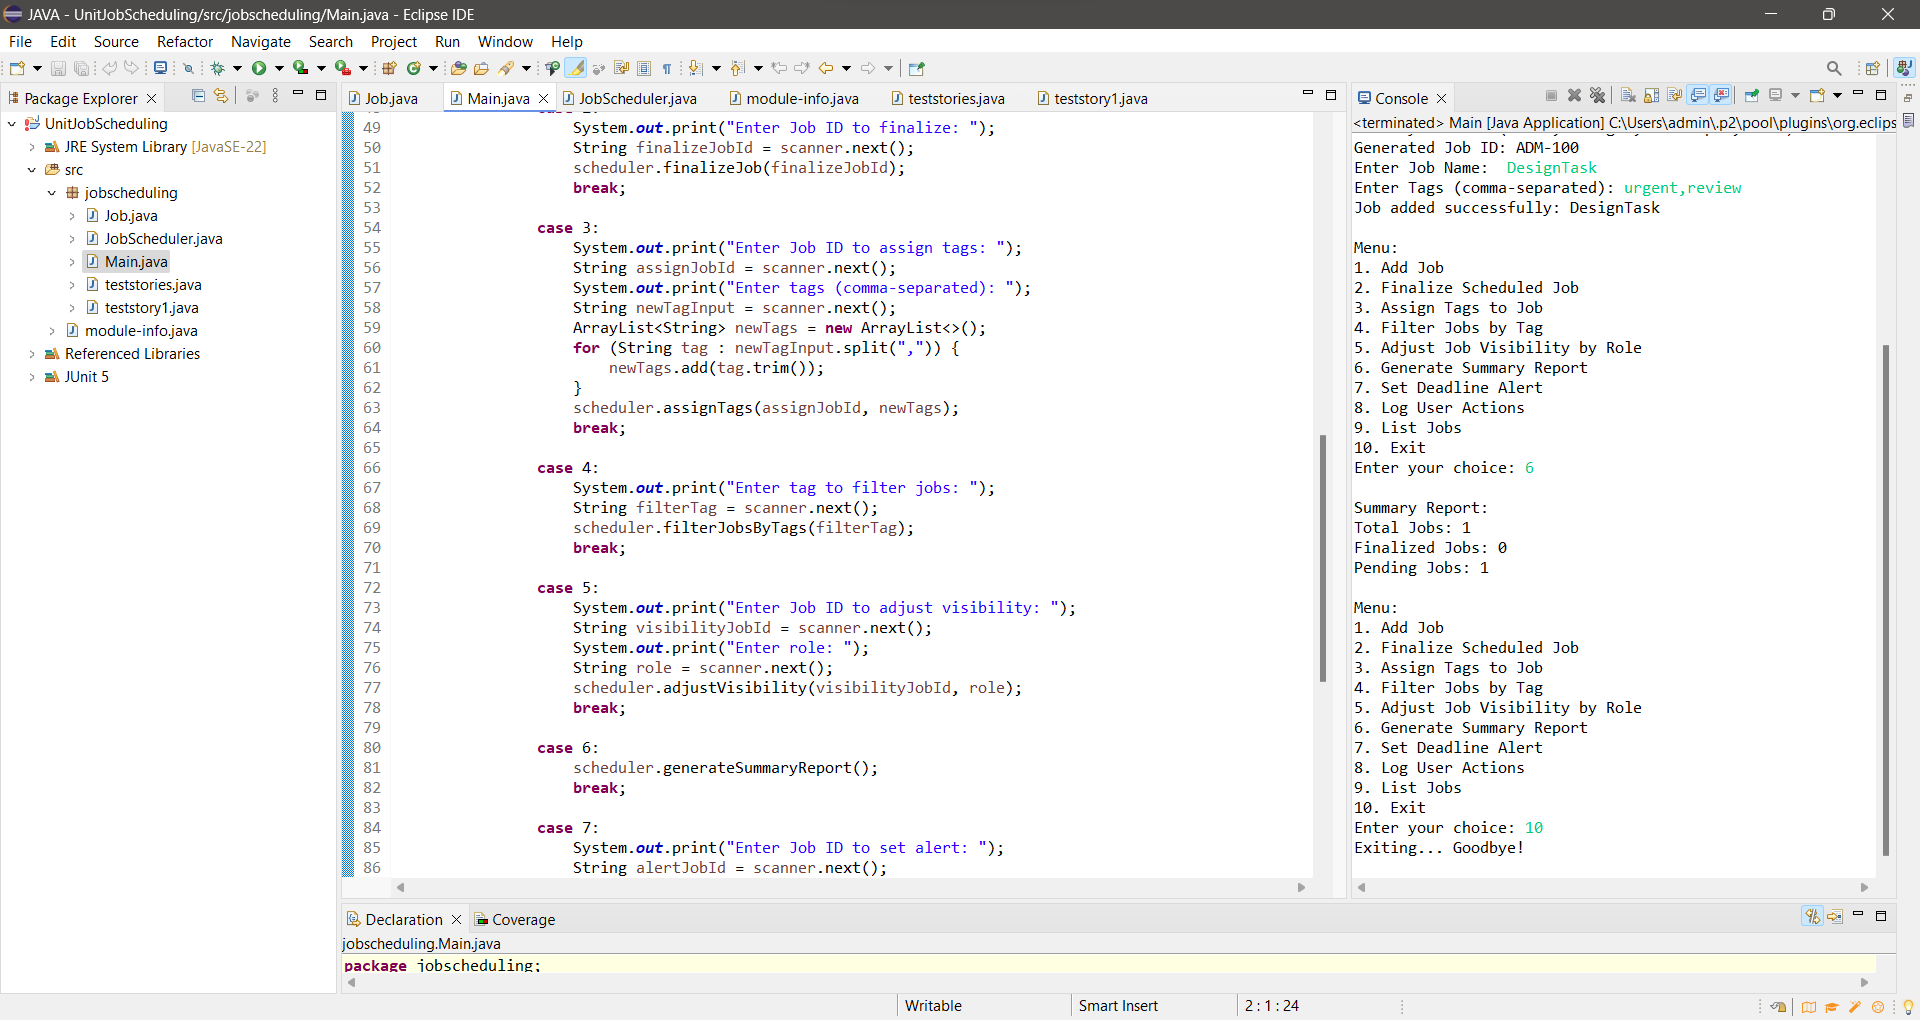 JAVA - UnitJobScheduling/src/jobscheduling/Main.java - Eclipse IDE
File Edit Source Refactor Navigate Search Project Run Window Help
Package Explorer
UnitJobScheduling
JRE System Library [JavaSE-22]
src
jobscheduling
Job.java
JobScheduler.java
Main.java
teststories.java
teststory1.java
module-info.java
Referenced Libraries
JUnit 5
Job.java Main.java JobScheduler.java module-info.java teststories.java teststory1.java
49 System.out.print("Enter Job ID to finalize: ");
50 String finalizeJobId = scanner.next();
51 scheduler.finalizeJob(finalizeJobId);
52 break;
53
54 case 3:
55 System.out.print("Enter Job ID to assign tags: ");
56 String assignJobId = scanner.next();
57 System.out.print("Enter tags (comma-separated): ");
58 String newTagInput = scanner.next();
59 ArrayList<String> newTags = new ArrayList<>();
60 for (String tag : newTagInput.split(",")) {
61 newTags.add(tag.trim());
62 }
63 scheduler.assignTags(assignJobId, newTags);
64 break;
65
66 case 4:
67 System.out.print("Enter tag to filter jobs: ");
68 String filterTag = scanner.next();
69 scheduler.filterJobsByTags(filterTag);
70 break;
71
72 case 5:
73 System.out.print("Enter Job ID to adjust visibility: ");
74 String visibilityJobId = scanner.next();
75 System.out.print("Enter role: ");
76 String role = scanner.next();
77 scheduler.adjustVisibility(visibilityJobId, role);
78 break;
79
80 case 6:
81 scheduler.generateSummaryReport();
82 break;
83
84 case 7:
85 System.out.print("Enter Job ID to set alert: ");
86 String alertJobId = scanner.next();
Console
<terminated> Main [Java Application] C:\Users\admin\.p2\pool\plugins\org.eclips
Generated Job ID: ADM-100
Enter Job Name: DesignTask
Enter Tags (comma-separated): urgent,review
Job added successfully: DesignTask
Menu:
1. Add Job
2. Finalize Scheduled Job
3. Assign Tags to Job
4. Filter Jobs by Tag
5. Adjust Job Visibility by Role
6. Generate Summary Report
7. Set Deadline Alert
8. Log User Actions
9. List Jobs
10. Exit
Enter your choice: 6
Summary Report:
Total Jobs: 1
Finalized Jobs: 0
Pending Jobs: 1
Menu:
1. Add Job
2. Finalize Scheduled Job
3. Assign Tags to Job
4. Filter Jobs by Tag
5. Adjust Job Visibility by Role
6. Generate Summary Report
7. Set Deadline Alert
8. Log User Actions
9. List Jobs
10. Exit
Enter your choice: 10
Exiting... Goodbye!
Declaration Coverage
jobscheduling.Main.java
package jobscheduling;
Writable Smart Insert 2 : 1 : 24